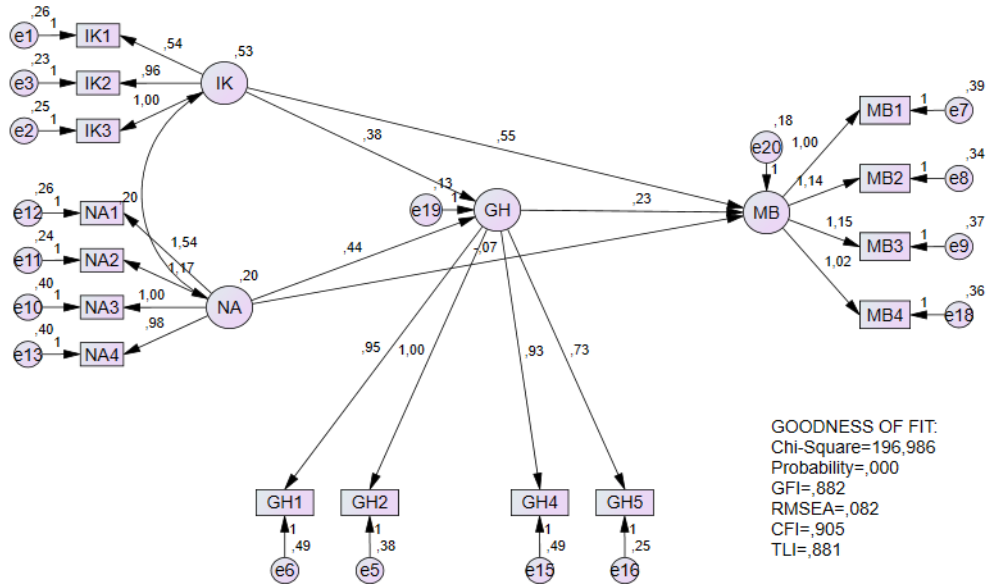 ,26
e1 1 IK1
,54
,53
,23
e3 1 IK2
,96
IK
,25
e2 1 IK3
1,00
,39
MB1 1 e7
,18
e20
1
1,00
,55
,38
,34
MB2 1 e8
1,14
,26
e12 1 NA1
,20
1,54
,13
e19 1 GH
,23
MB
,37
MB3 1 e9
1,15
,24
e11 1 NA2
1,17
,44
-,07
,20
1,02
,40
e10 1 NA3
1,00
NA
,36
MB4 1 e18
,40
e13 1 NA4
,98
,95
1,00
,93
,73
GOODNESS OF FIT:
Chi-Square=196,986
Probability=,000
GFI=,882
RMSEA=,082
CFI=,905
TLI=,881
GH1 GH2 GH4 GH5
1 1 1 1
,49 ,38 ,49 ,25
e6 e5 e15 e16